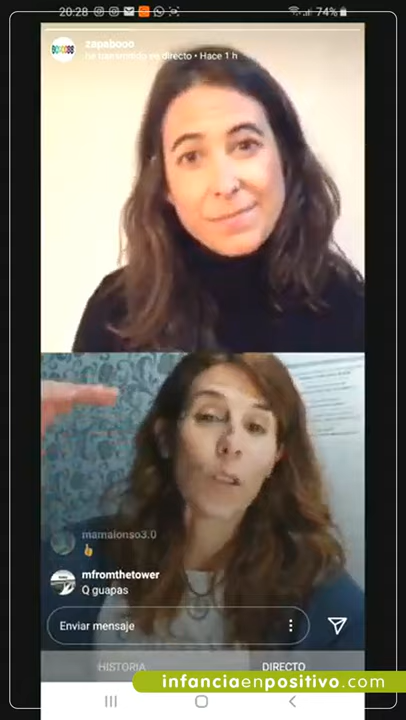 20:28
74%
zapabooo
ha transmitido en directo • Hace 1 h
mamalonso3.0
mfromthetower
Q guapas
Enviar mensaje
HISTORIA
DIRECTO
infanciaenpositivo.com